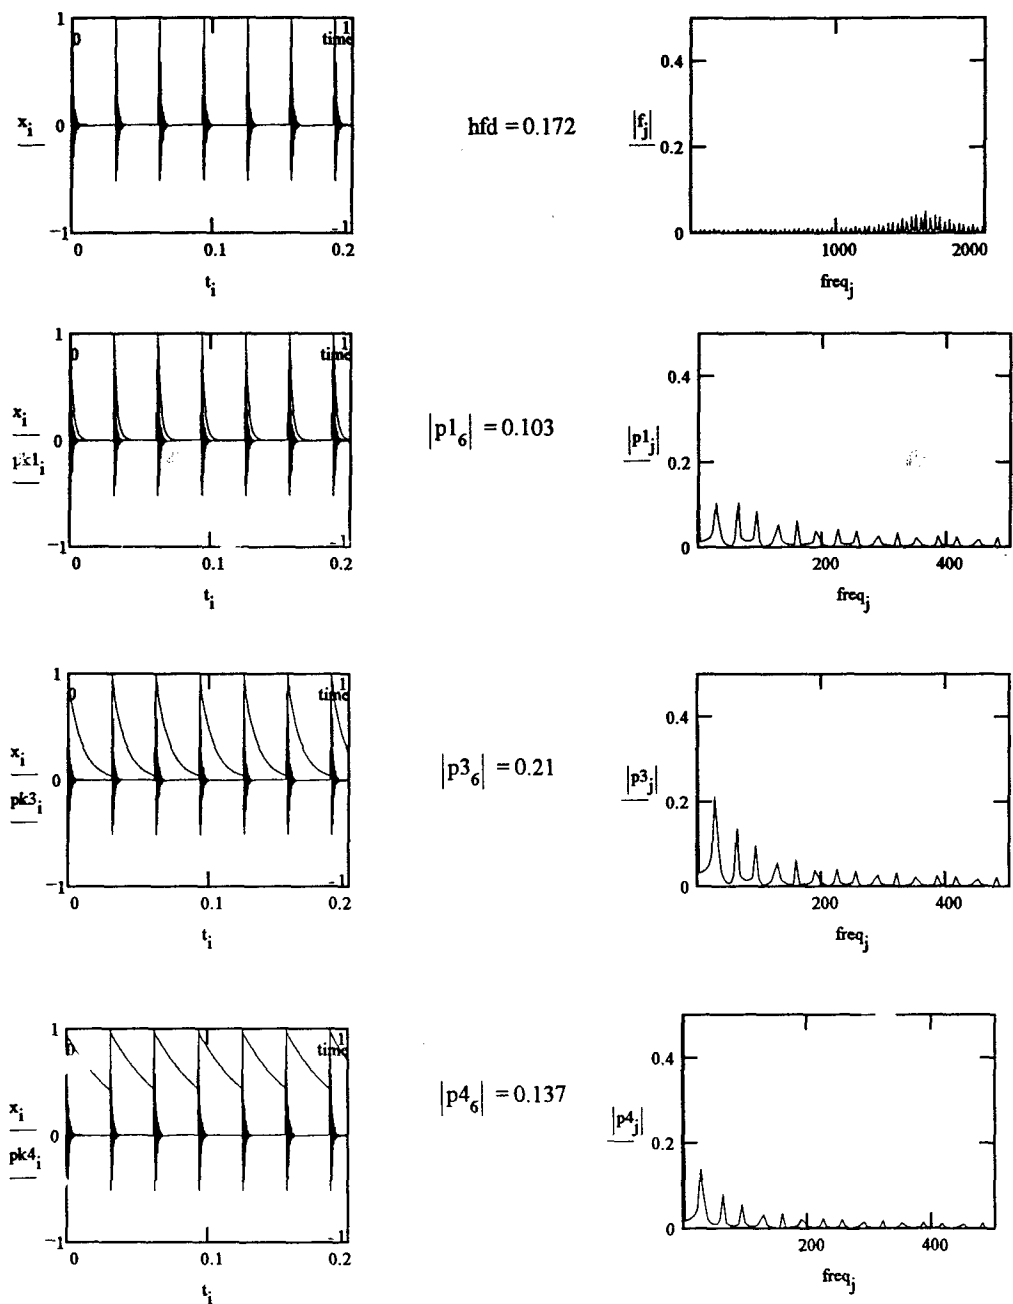 1
0
time
1
x_i
0
-1
-1
0
0.1
0.2
t_i
hfd = 0.172
0.4
|f_j|
0.2
0
1000
2000
freq_j
1
0
time
1
x_i
0
pk1_i
-1
-1
0
0.1
0.2
t_i
|p1_6| = 0.103
0.4
|p1_j|
0.2
0
200
400
freq_j
1
0
time
1
x_i
0
pk3_i
-1
-1
0
0.1
0.2
t_i
|p3_6| = 0.21
0.4
|p3_j|
0.2
0
200
400
freq_j
1
0
time
1
x_i
0
pk4_i
-1
-1
0
0.1
0.2
t_i
|p4_6| = 0.137
0.4
|p4_j|
0.2
0
200
400
freq_j